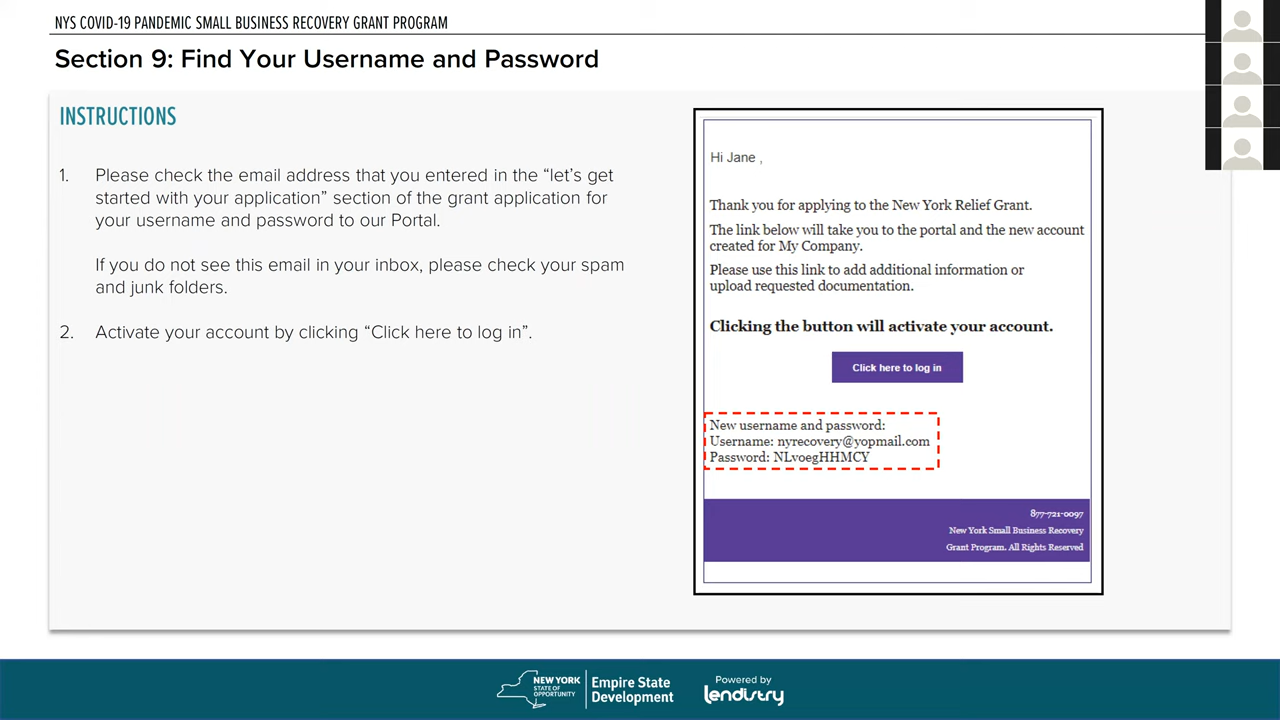 NYS COVID-19 PANDEMIC SMALL BUSINESS RECOVERY GRANT PROGRAM
Section 9: Find Your Username and Password
INSTRUCTIONS
1. Please check the email address that you entered in the “let’s get
started with your application” section of the grant application for
your username and password to our Portal.
If you do not see this email in your inbox, please check your spam
and junk folders.
2. Activate your account by clicking “Click here to log in”.
Hi Jane ,
Thank you for applying to the New York Relief Grant.
The link below will take you to the portal and the new account
created for My Company.
Please use this link to add additional information or
upload requested documentation.
Clicking the button will activate your account.
Click here to log in
New username and password:
Username: nyrecovery@yopmail.com
Password: NLvoegHHMCY
877-721-0097
New York Small Business Recovery
Grant Program. All Rights Reserved
NEW YORK
STATE OF
OPPORTUNITY
Empire State
Development
Powered by
lendistry